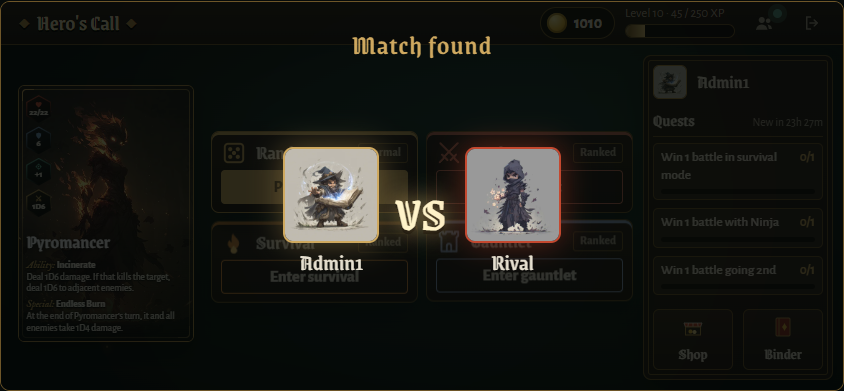 Hero's Call
1010
Level 10 · 45 / 250 XP
Match found
Admin1
Quests
New in 23h 27m
Win 1 battle in survival mode
0/1
Win 1 battle with Ninja
0/1
Win 1 battle going 2nd
0/1
Shop
Binder
22/22
6
+1
1D6
Pyromancer
Ability: Incinerate
Deal 1D6 damage. If that kills the target,
deal 1D6 to adjacent enemies.
Special: Endless Burn
At the end of Pyromancer's turn, it and all
enemies take 1D4 damage.
Ranked
VS
Admin1
Rival
Survival
Ranked
Enter survival
Gauntlet
Ranked
Enter gauntlet